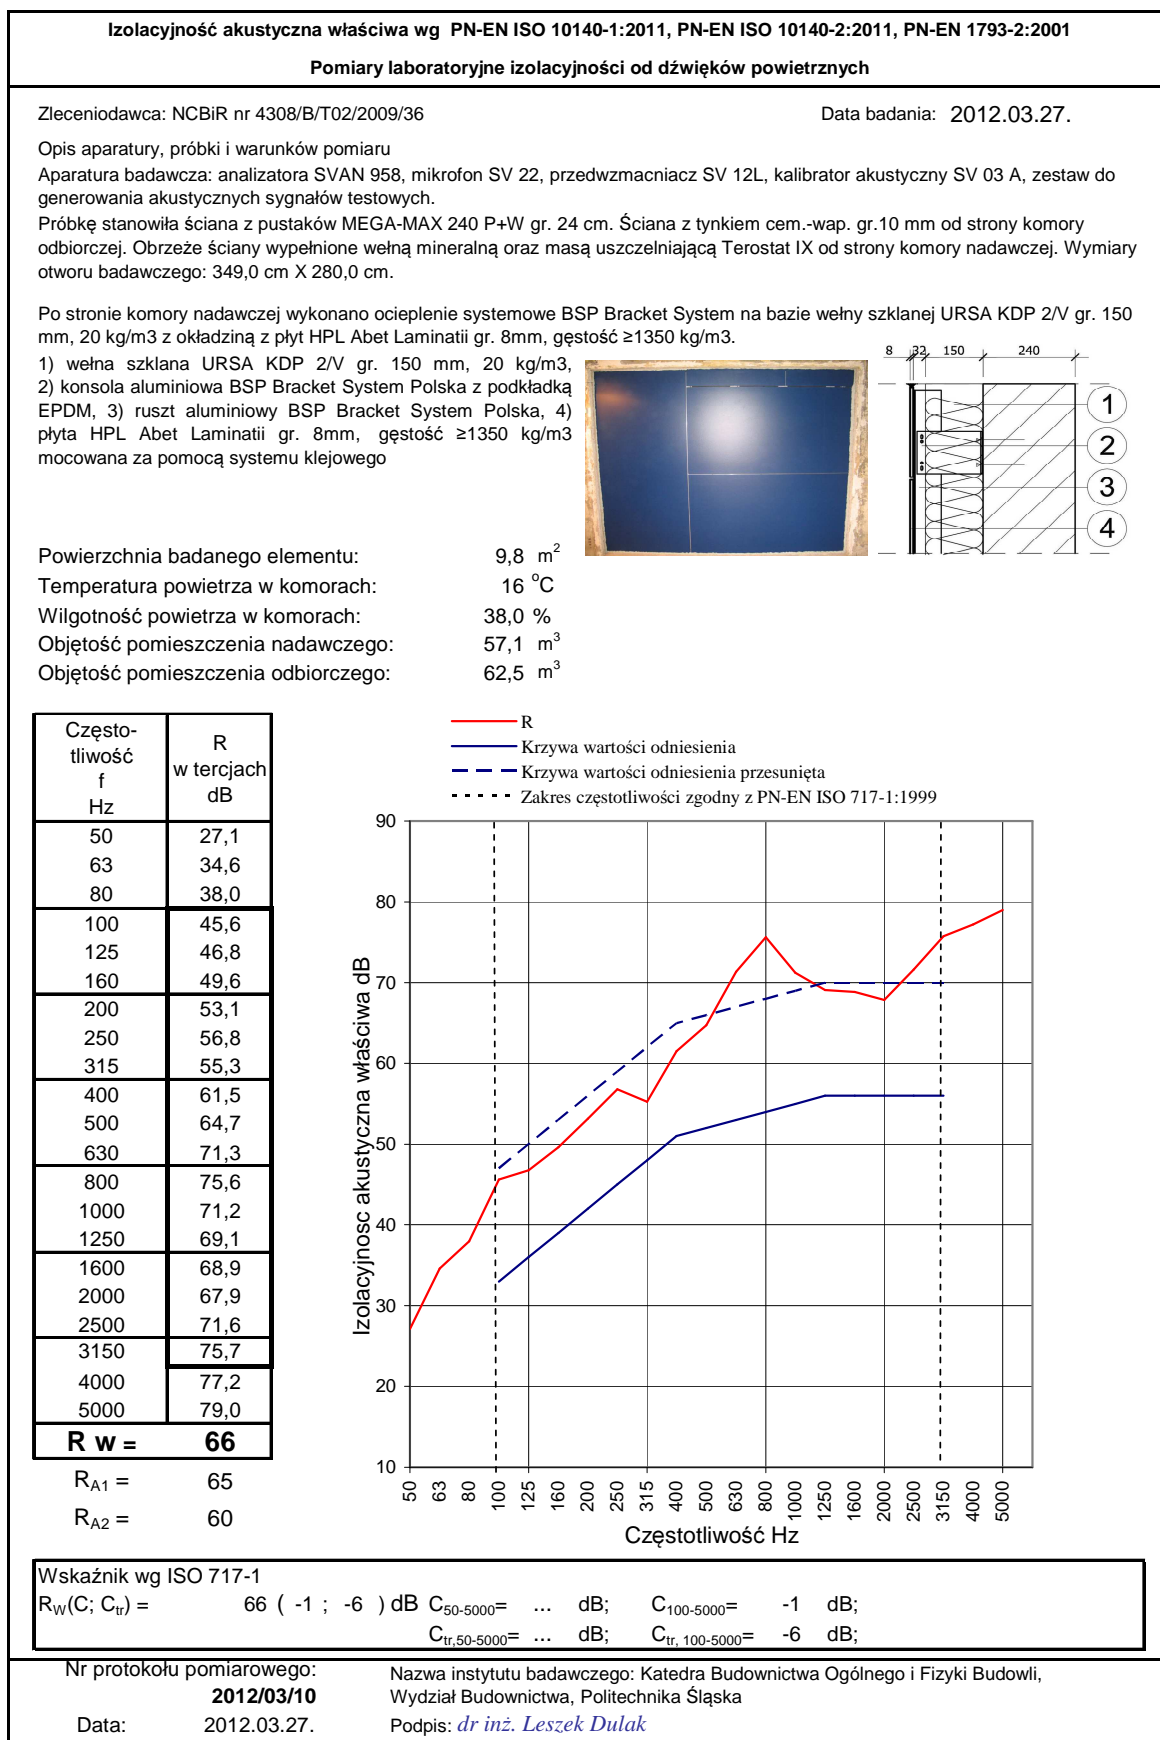 Izolacyjność akustyczna właściwa wg PN-EN ISO 10140-1:2011, PN-EN ISO 10140-2:2011, PN-EN 1793-2:2001
Pomiary laboratoryjne izolacyjności od dźwięków powietrznych
Zleceniodawca: NCBiR nr 4308/B/T02/2009/36
Data badania: 2012.03.27.
Opis aparatury, próbki i warunków pomiaru
Aparatura badawcza: analizatora SVAN 958, mikrofon SV 22, przedwzmacniacz SV 12L, kalibrator akustyczny SV 03 A, zestaw do
generowania akustycznych sygnałów testowych.
Próbkę stanowiła ściana z pustaków MEGA-MAX 240 P+W gr. 24 cm. Ściana z tynkiem cem.-wap. gr.10 mm od strony komory
odbiorczej. Obrzeże ściany wypełnione wełną mineralną oraz masą uszczelniającą Terostat IX od strony komory nadawczej. Wymiary
otworu badawczego: 349,0 cm X 280,0 cm.
Po stronie komory nadawczej wykonano ocieplenie systemowe BSP Bracket System na bazie wełny szklanej URSA KDP 2/V gr. 150
mm, 20 kg/m3 z okładziną z płyt HPL Abet Laminatii gr. 8mm, gęstość ≥1350 kg/m3.
1) wełna szklana URSA KDP 2/V gr. 150 mm, 20 kg/m3,
2) konsola aluminiowa BSP Bracket System Polska z podkładką
EPDM, 3) ruszt aluminiowy BSP Bracket System Polska, 4)
płyta HPL Abet Laminatii gr. 8mm, gęstość ≥1350 kg/m3
mocowana za pomocą systemu klejowego
8 32 150 240
1
2
3
4
Powierzchnia badanego elementu: 9,8 m²
Temperatura powietrza w komorach: 16 °C
Wilgotność powietrza w komorach: 38,0 %
Objętość pomieszczenia nadawczego: 57,1 m³
Objętość pomieszczenia odbiorczego: 62,5 m³
Często-
tliwość
f
Hz
R
w tercjach
dB
50 27,1
63 34,6
80 38,0
100 45,6
125 46,8
160 49,6
200 53,1
250 56,8
315 55,3
400 61,5
500 64,7
630 71,3
800 75,6
1000 71,2
1250 69,1
1600 68,9
2000 67,9
2500 71,6
3150 75,7
4000 77,2
5000 79,0
R w = 66
R_A1 = 65
R_A2 = 60
R
Krzywa wartości odniesienia
Krzywa wartości odniesienia przesunięta
Zakres częstotliwości zgodny z PN-EN ISO 717-1:1999
Izolacyjnosc akustyczna właściwa dB
90
80
70
60
50
40
30
20
10
50 63 80 100 125 160 200 250 315 400 500 630 800 1000 1250 1600 2000 2500 3150 4000 5000
Częstotliwość Hz
Wskaźnik wg ISO 717-1
R_W(C; C_tr) = 66 ( -1 ; -6 ) dB C_50-5000= ... dB; C_100-5000= -1 dB;
C_tr,50-5000= ... dB; C_tr, 100-5000= -6 dB;
Nr protokołu pomiarowego:
2012/03/10
Data: 2012.03.27.
Nazwa instytutu badawczego: Katedra Budownictwa Ogólnego i Fizyki Budowli,
Wydział Budownictwa, Politechnika Śląska
Podpis: dr inż. Leszek Dulak